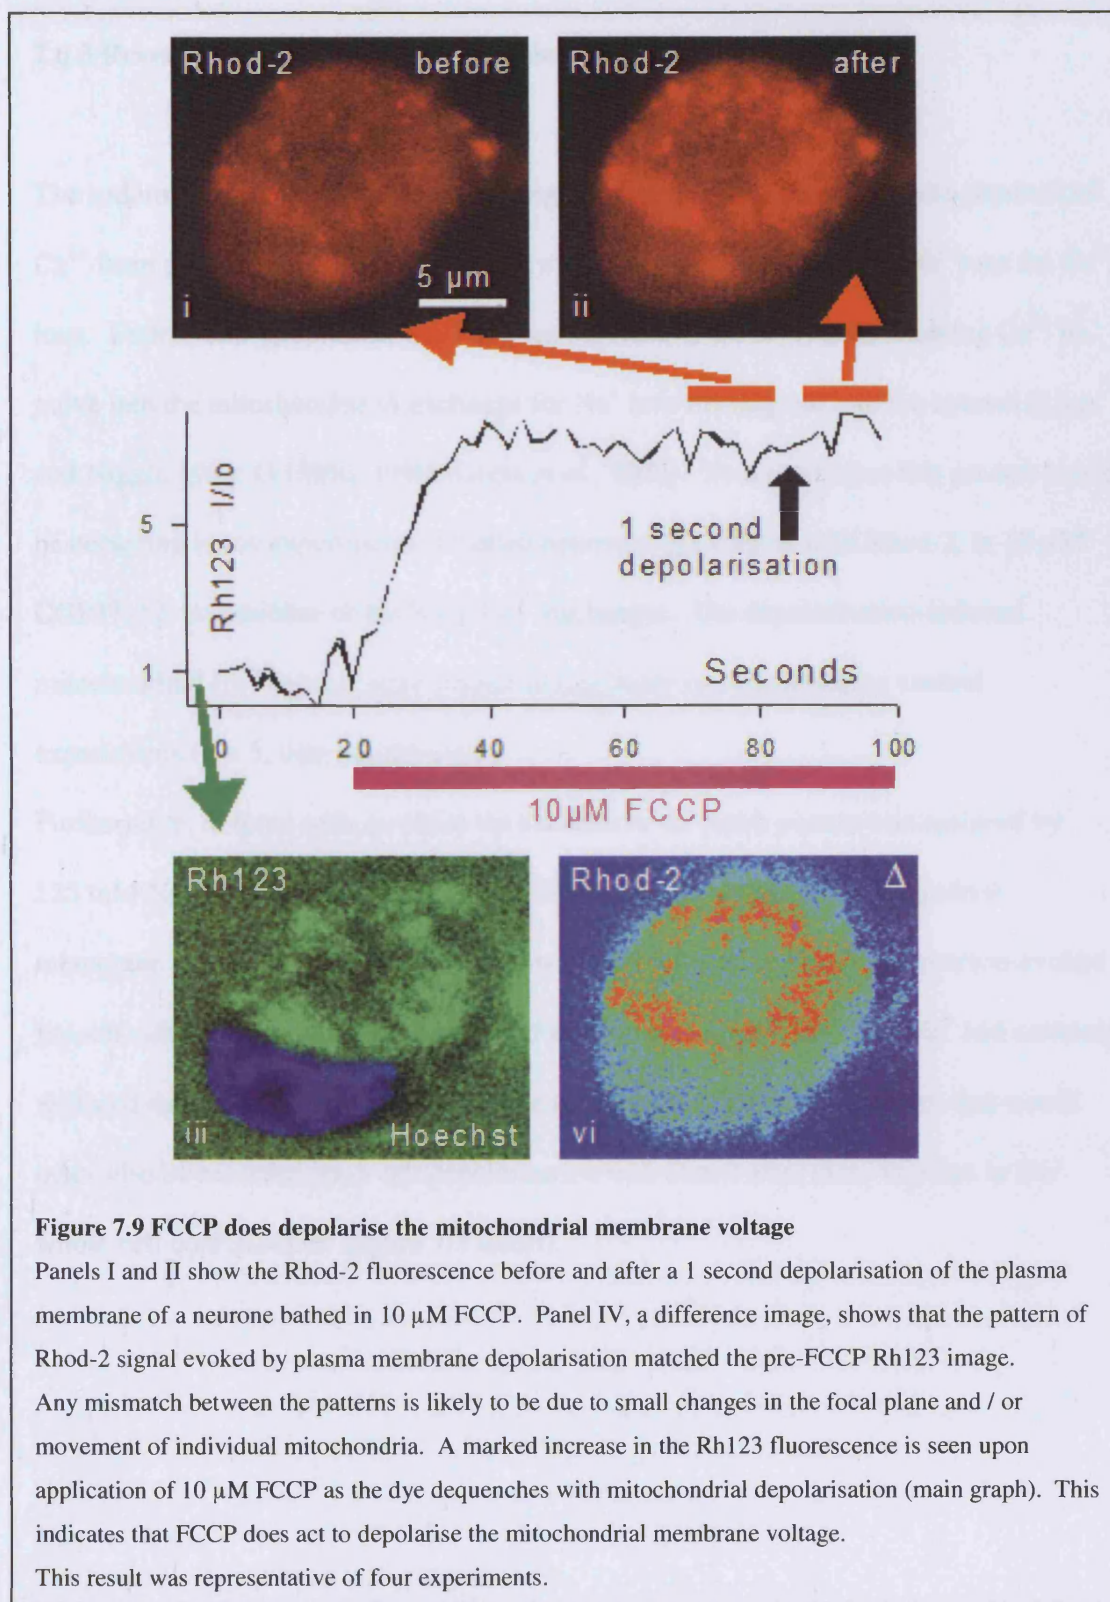 Rhod-2 before
Rhod-2 after
i
5 µm
ii
Rh123 I/I0
5
1
1 second
depolarisation
Seconds
0 20 40 60 80 100
10µM FCCP
Rh123
Rhod-2 Δ
iii
Hoechst
vi
Figure 7.9 FCCP does depolarise the mitochondrial membrane voltage
Panels I and II show the Rhod-2 fluorescence before and after a 1 second depolarisation of the plasma
membrane of a neurone bathed in 10 µM FCCP. Panel IV, a difference image, shows that the pattern of
Rhod-2 signal evoked by plasma membrane depolarisation matched the pre-FCCP Rh123 image.
Any mismatch between the patterns is likely to be due to small changes in the focal plane and / or
movement of individual mitochondria. A marked increase in the Rh123 fluorescence is seen upon
application of 10 µM FCCP as the dye dequenches with mitochondrial depolarisation (main graph). This
indicates that FCCP does act to depolarise the mitochondrial membrane voltage.
This result was representative of four experiments.